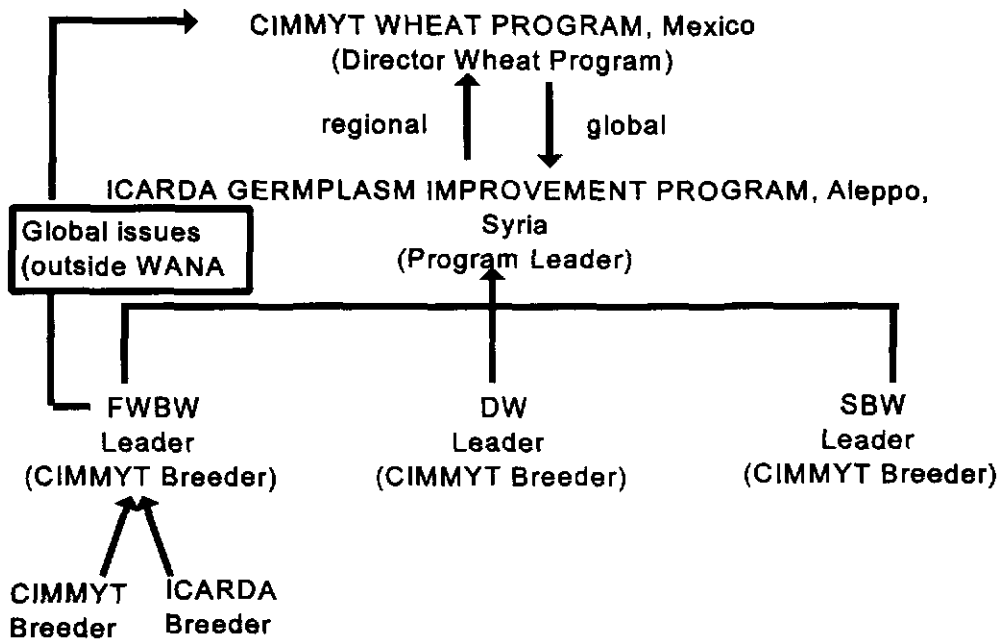 CIMMYT WHEAT PROGRAM, Mexico
(Director Wheat Program)
regional
global
ICARDA GERMPLASM IMPROVEMENT PROGRAM, Aleppo,
Syria
(Program Leader)
Global issues
(outside WANA
FWBW
Leader
(CIMMYT Breeder)
DW
Leader
(CIMMYT Breeder)
SBW
Leader
(CIMMYT Breeder)
CIMMYT
Breeder
ICARDA
Breeder